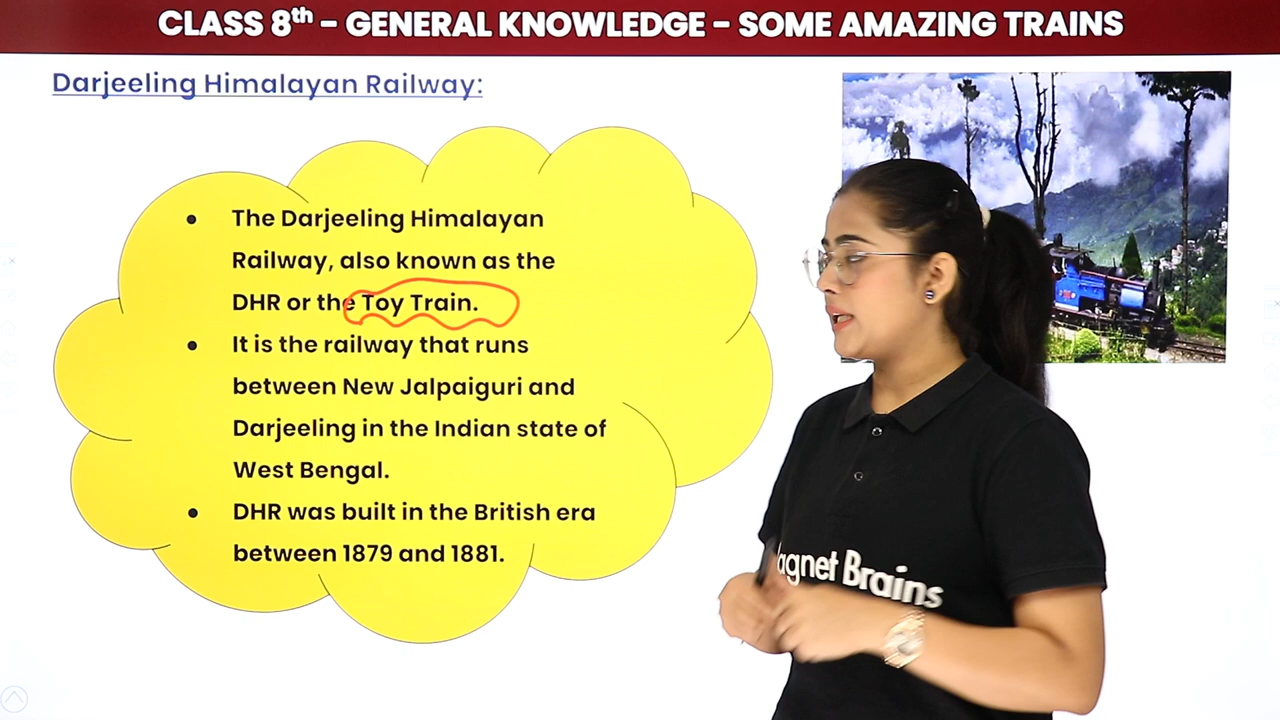 CLASS 8th – GENERAL KNOWLEDGE – SOME AMAZING TRAINS
Darjeeling Himalayan Railway:
• The Darjeeling Himalayan
Railway, also known as the
DHR or the Toy Train.
• It is the railway that runs
between New Jalpaiguri and
Darjeeling in the Indian state of
West Bengal.
• DHR was built in the British era
between 1879 and 1881.
agnet Brains